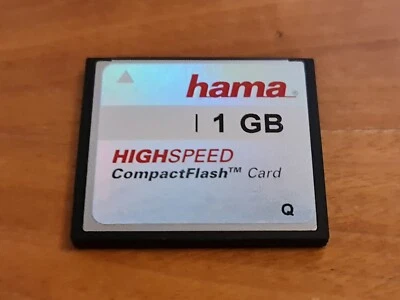 hama®
| 1 GB
HIGHSPEED
CompactFlash™ Card
Q